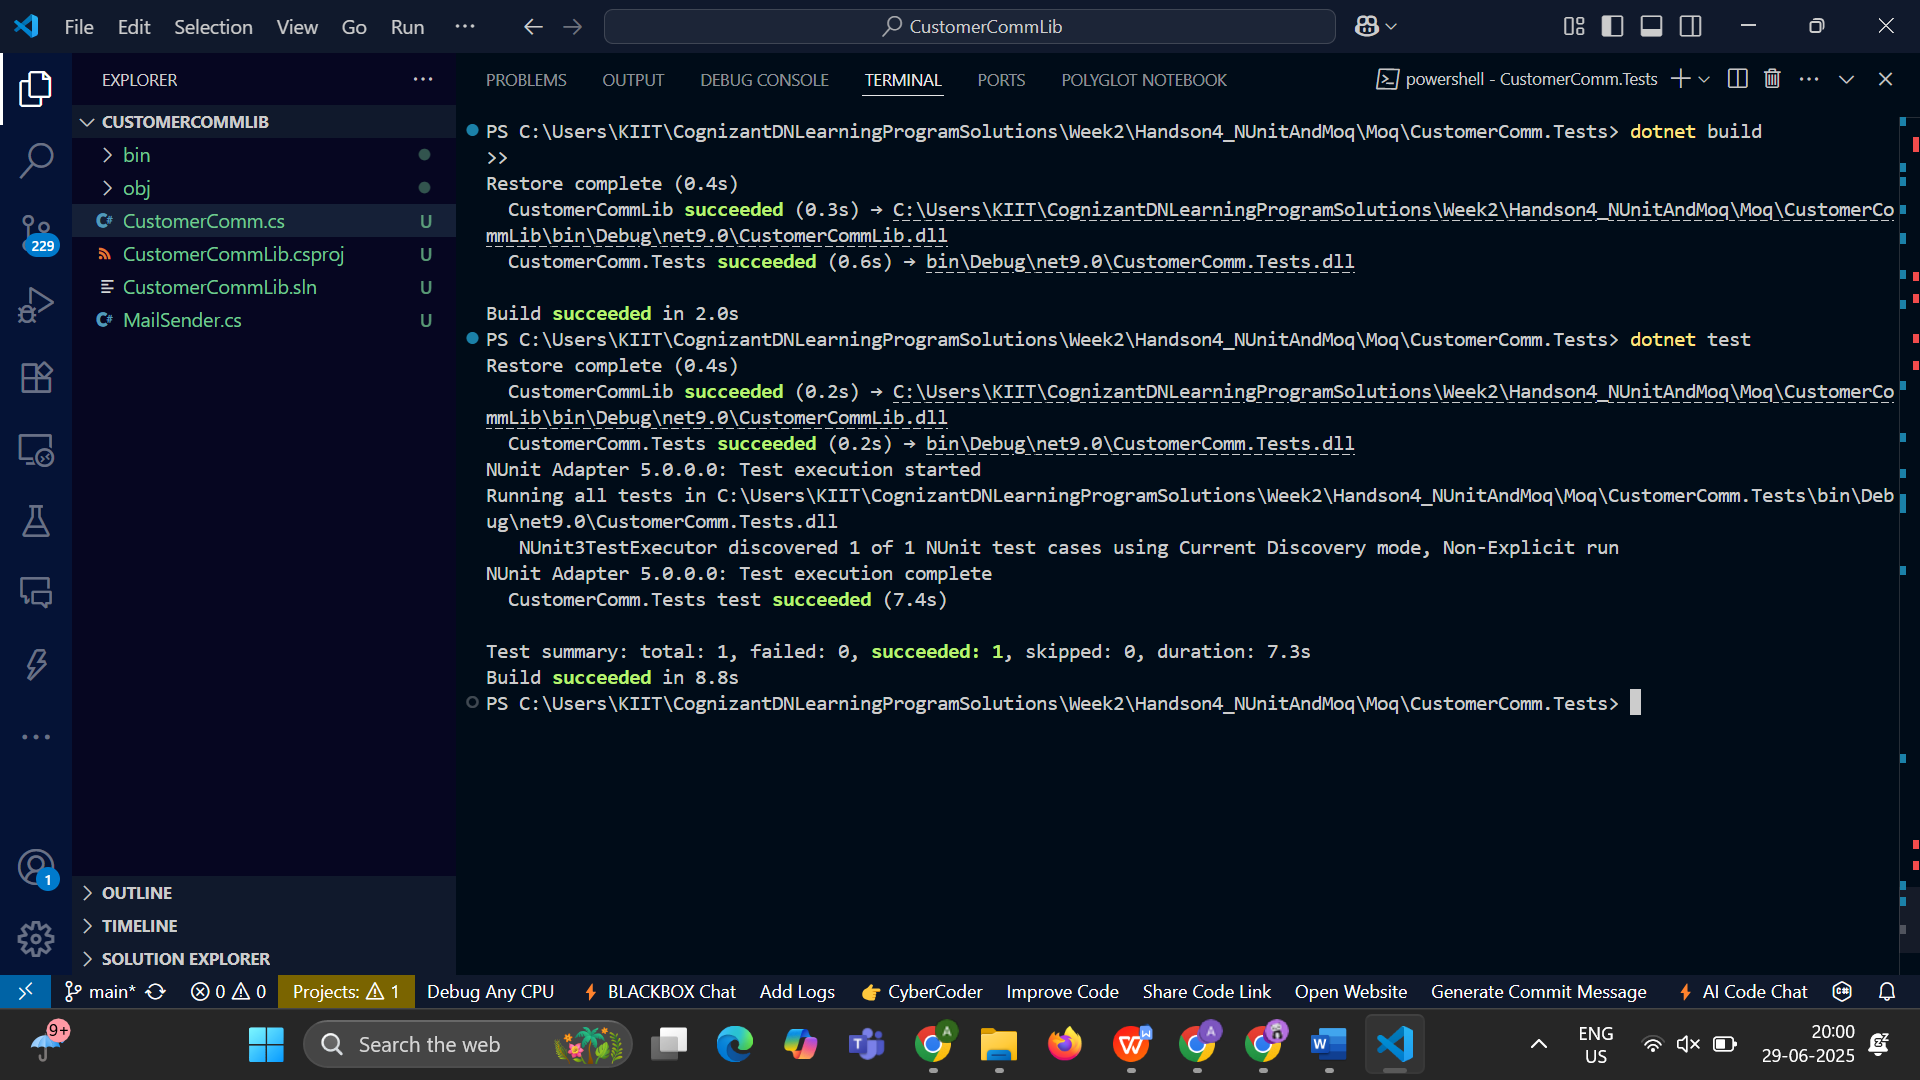 File Edit Selection View Go Run ... CustomerCommLib
EXPLORER ...
CUSTOMERCOMMLIB
bin
obj
C# CustomerComm.cs U
CustomerCommLib.csproj U
CustomerCommLib.sln U
C# MailSender.cs U
229
1
OUTLINE
TIMELINE
SOLUTION EXPLORER
PROBLEMS OUTPUT DEBUG CONSOLE TERMINAL PORTS POLYGLOT NOTEBOOK powershell - CustomerComm.Tests
PS C:\Users\KIIT\CognizantDNLearningProgramSolutions\Week2\Handson4_NUnitAndMoq\Moq\CustomerComm.Tests> dotnet build
>>
Restore complete (0.4s)
CustomerCommLib succeeded (0.3s) → C:\Users\KIIT\CognizantDNLearningProgramSolutions\Week2\Handson4_NUnitAndMoq\Moq\CustomerCo
mmLib\bin\Debug\net9.0\CustomerCommLib.dll
CustomerComm.Tests succeeded (0.6s) → bin\Debug\net9.0\CustomerComm.Tests.dll
Build succeeded in 2.0s
PS C:\Users\KIIT\CognizantDNLearningProgramSolutions\Week2\Handson4_NUnitAndMoq\Moq\CustomerComm.Tests> dotnet test
Restore complete (0.4s)
CustomerCommLib succeeded (0.2s) → C:\Users\KIIT\CognizantDNLearningProgramSolutions\Week2\Handson4_NUnitAndMoq\Moq\CustomerCo
mmLib\bin\Debug\net9.0\CustomerCommLib.dll
CustomerComm.Tests succeeded (0.2s) → bin\Debug\net9.0\CustomerComm.Tests.dll
NUnit Adapter 5.0.0.0: Test execution started
Running all tests in C:\Users\KIIT\CognizantDNLearningProgramSolutions\Week2\Handson4_NUnitAndMoq\Moq\CustomerComm.Tests\bin\Deb
ug\net9.0\CustomerComm.Tests.dll
NUnit3TestExecutor discovered 1 of 1 NUnit test cases using Current Discovery mode, Non-Explicit run
NUnit Adapter 5.0.0.0: Test execution complete
CustomerComm.Tests test succeeded (7.4s)
Test summary: total: 1, failed: 0, succeeded: 1, skipped: 0, duration: 7.3s
Build succeeded in 8.8s
PS C:\Users\KIIT\CognizantDNLearningProgramSolutions\Week2\Handson4_NUnitAndMoq\Moq\CustomerComm.Tests>
main* 0 0 Projects: 1 Debug Any CPU BLACKBOX Chat Add Logs CyberCoder Improve Code Share Code Link Open Website Generate Commit Message AI Code Chat
9+ Search the web A W A W ENG 20:00
US 29-06-2025